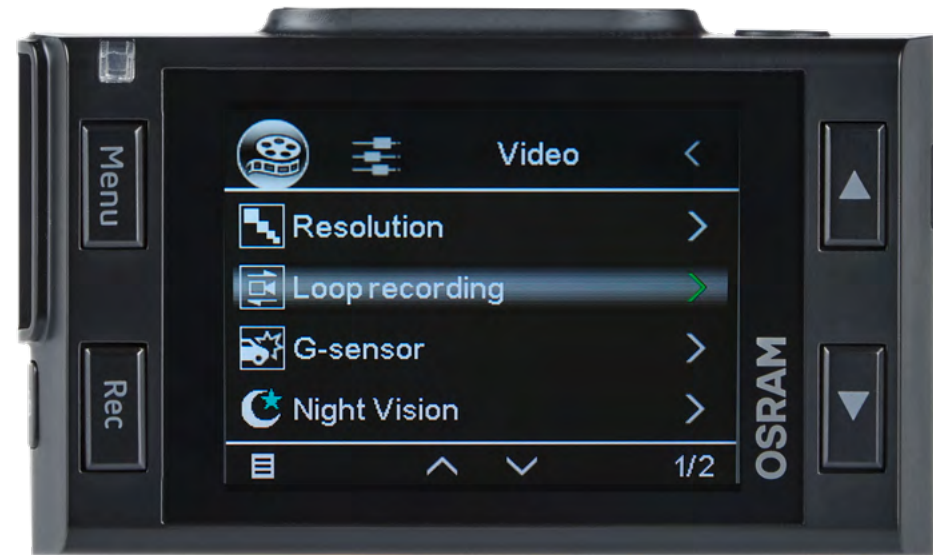 Menu
Rec
Video
Resolution
Loop recording
G-sensor
Night Vision
1/2
OSRAM